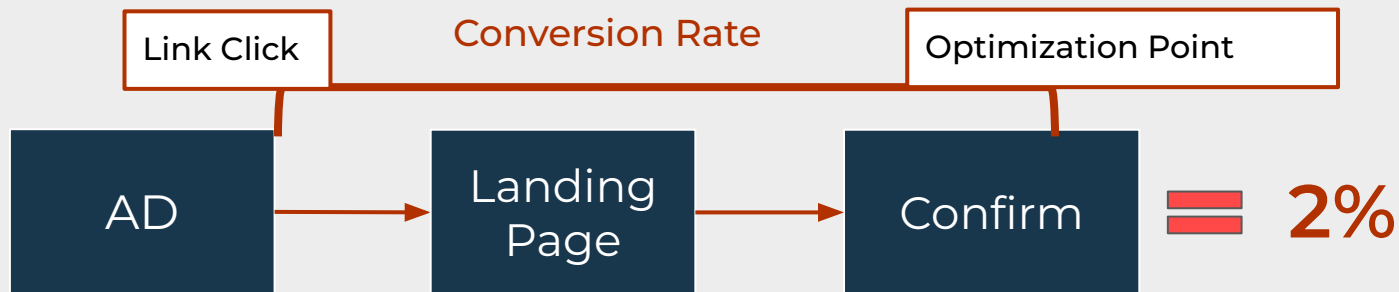 Link Click
Conversion Rate
Optimization Point
AD
Landing
Page
Confirm
2%